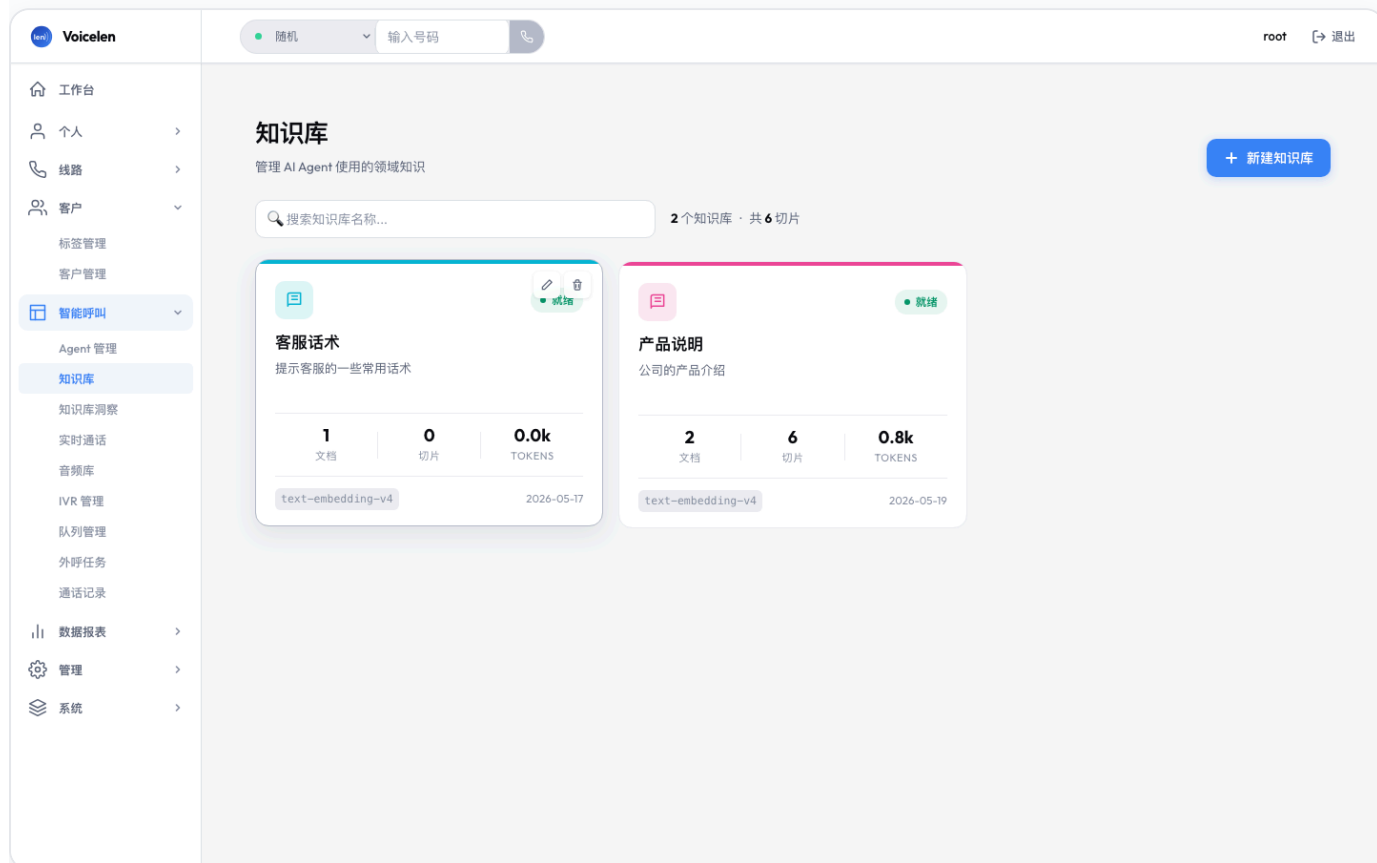 len
Voicelen
随机
输入号码
root
退出
工作台
个人
线路
客户
标签管理
客户管理
智能呼叫
Agent 管理
知识库
知识库洞察
实时通话
音频库
IVR 管理
队列管理
外呼任务
通话记录
数据报表
管理
系统
知识库
管理 AI Agent 使用的领域知识
新建知识库
搜索知识库名称...
2 个知识库 · 共 6 切片
就绪
客服话术
提示客服的一些常用话术
1 0 0.0k
文档 切片 TOKENS
text-embedding-v4 2026-05-17
就绪
产品说明
公司的产品介绍
2 6 0.8k
文档 切片 TOKENS
text-embedding-v4 2026-05-19